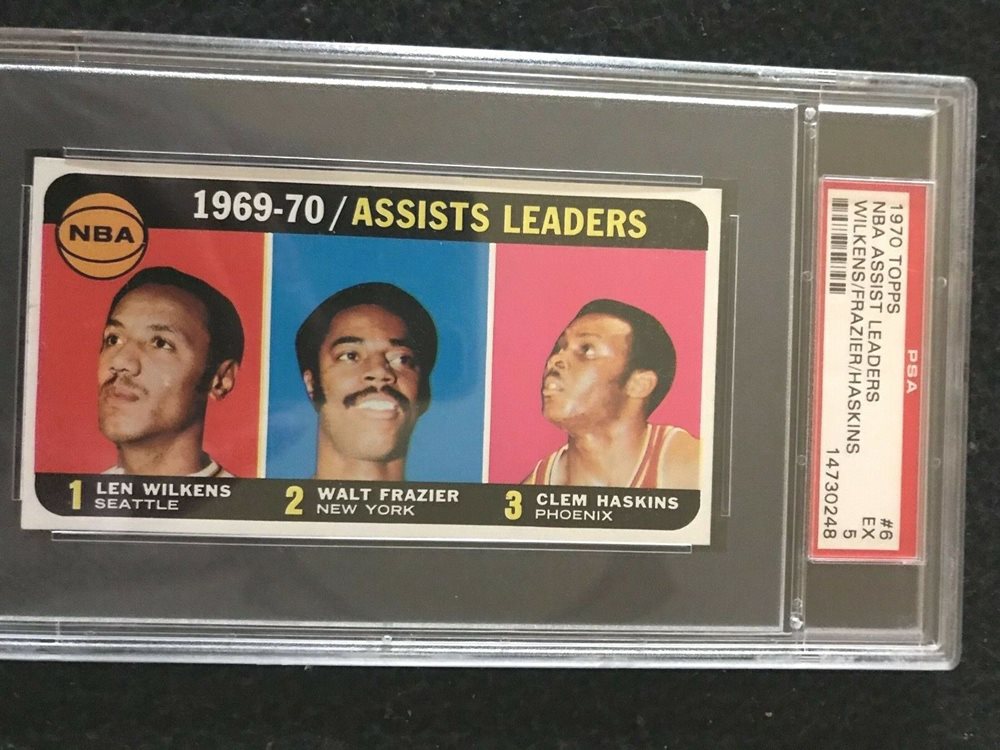 1969-70/ASSISTS LEADERS
NBA
1 LEN WILKENS
SEATTLE
2 WALT FRAZIER
NEW YORK
3 CLEM HASKINS
PHOENIX
PSA
1970 TOPPS #6
NBA ASSIST LEADERS EX
WILKENS/FRAZIER/HASKINS 5
14730248